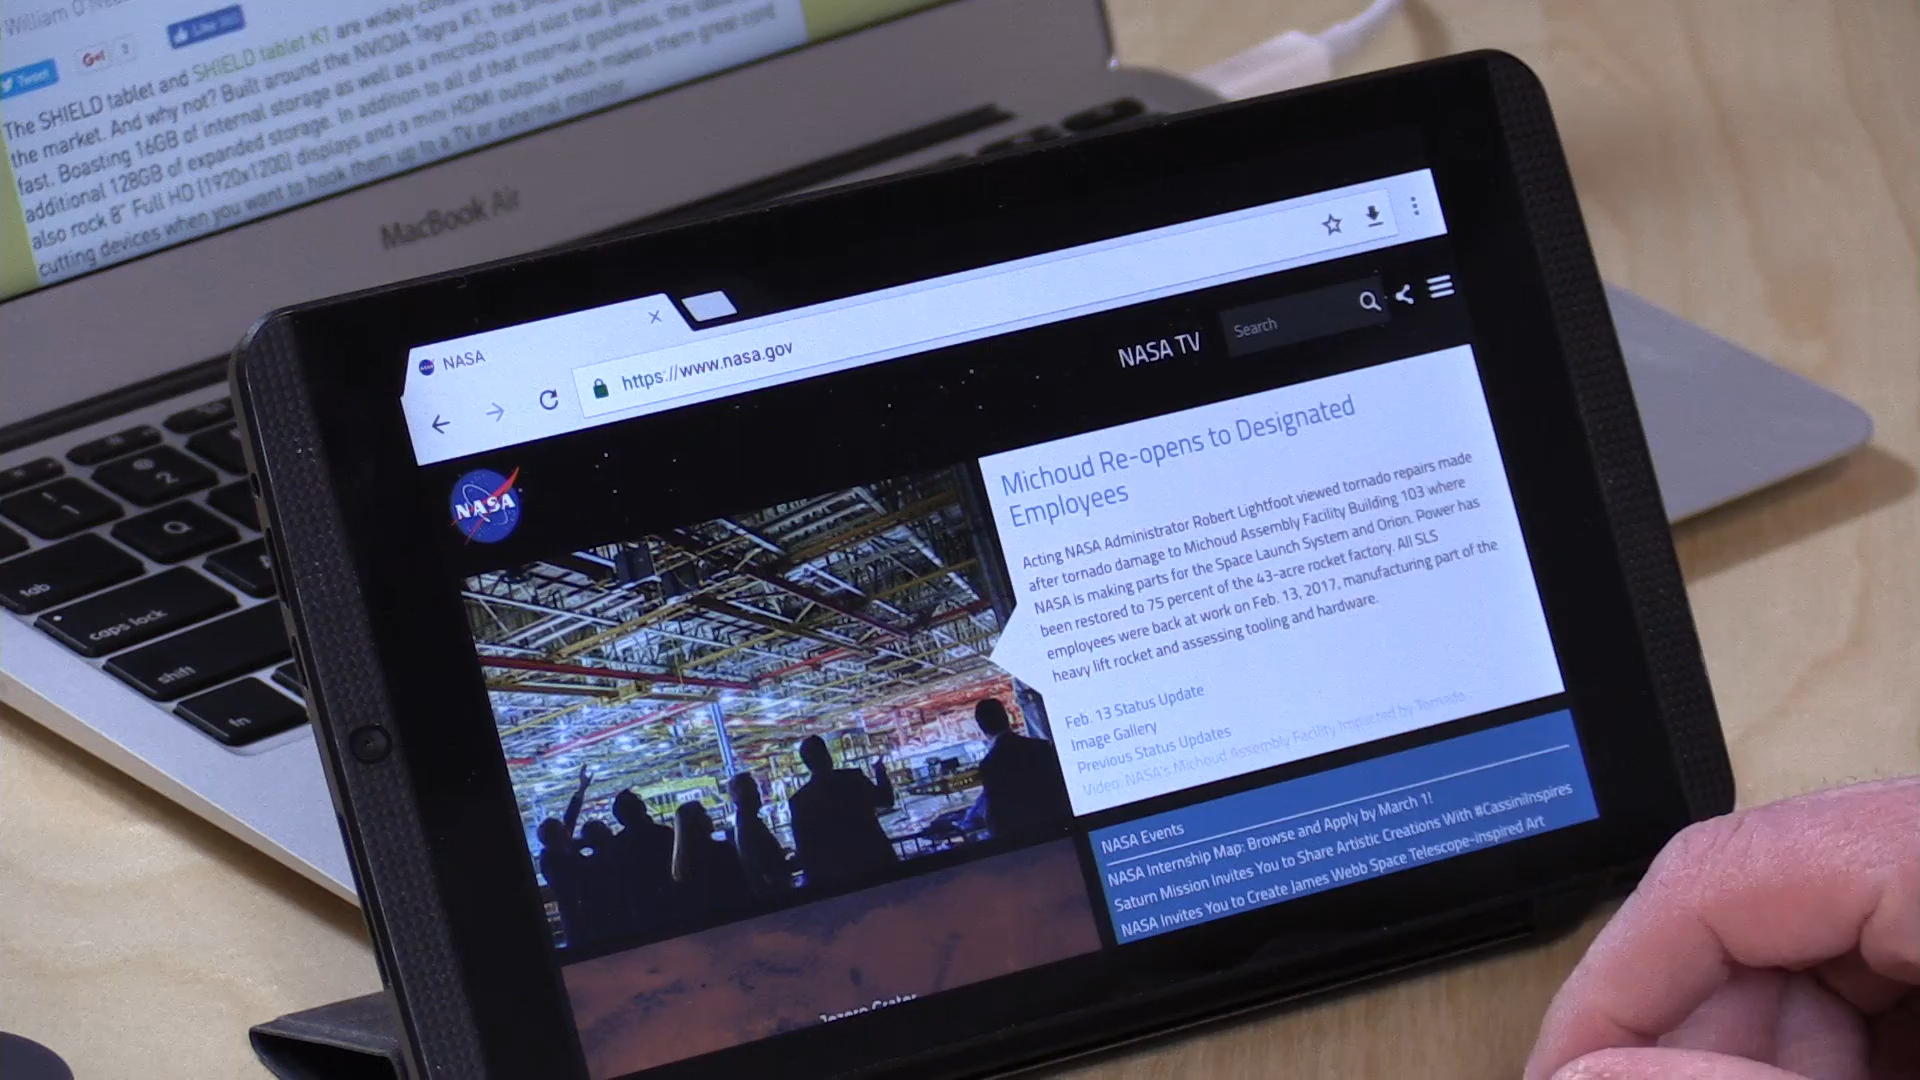 William O'Ne
Tweet
G+1
3
Like
The SHIELD tablet and SHIELD tablet K1 are widely
the market. And why not? Built around the NVIDIA Tegra K1, the
fast. Boasting 16GB of internal storage as well as a microSD card slot that
additional 128GB of expanded storage. In addition to all of that internal goodness, the
also rock 8" Full HD (1920x1200) displays and a mini HDMI output which makes them great cord
cutting devices when you want to hook them up to a TV or external monitor.
MacBook Air
NASA
https://www.nasa.gov
NASA TV
Search
NASA
Michoud Re-opens to Designated
Employees
Acting NASA Administrator Robert Lightfoot viewed tornado repairs made
after tornado damage to Michoud Assembly Facility Building 103 where
NASA is making parts for the Space Launch System and Orion. Power has
been restored to 75 percent of the 43-acre rocket factory. All SLS
employees were back at work on Feb. 13, 2017, manufacturing part of the
heavy lift rocket and assessing tooling and hardware.
Feb. 13 Status Update
Image Gallery
Previous Status Updates
Video: NASA's Michoud Assembly Facility Impacted by Tornado
NASA Events
NASA Internship Map: Browse and Apply by March 1!
Saturn Mission Invites You to Share Artistic Creations With #CassiniInspires
NASA Invites You to Create James Webb Space Telescope-inspired Art
Jezero Crater
!
1
@
2
Q
tab
caps lock
shift
fn